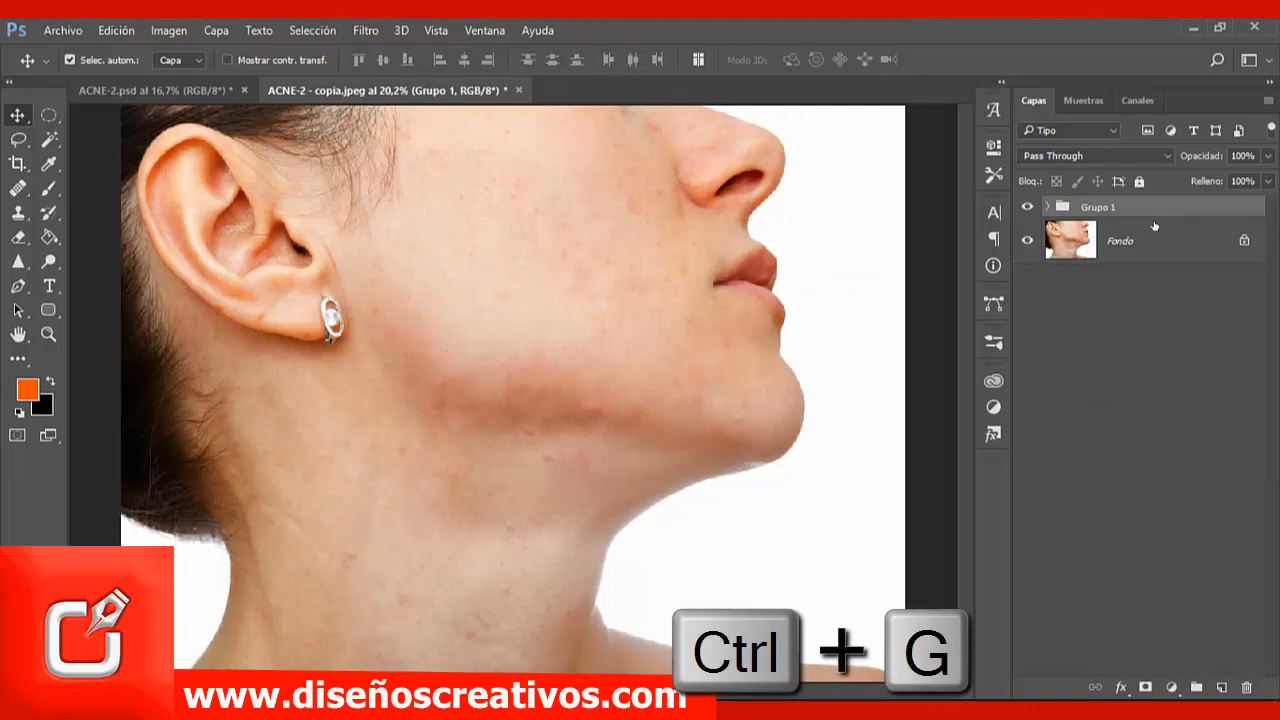 Ps Archivo Edición Imagen Capa Texto Selección Filtro 3D Vista Ventana Ayuda
Selec. autom.: Capa Mostrar contr. transf. Modo 3D:
ACNE-2.psd al 16,7% (RGB/8*) * × ACNE-2 - copia.jpeg al 20,2% (Grupo 1, RGB/8*) * ×
Capas Muestras Canales
Tipo
Pass Through Opacidad: 100%
Bloq.: Relleno: 100%
Grupo 1
Fondo
Ctrl + G
www.diseñoscreativos.com